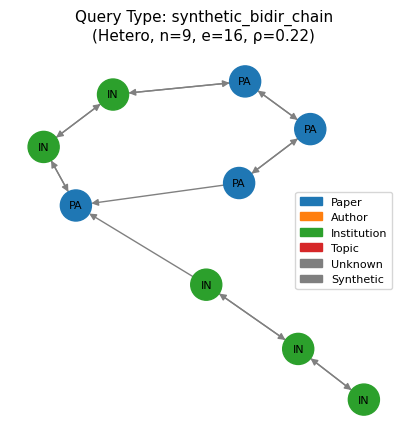 Query Type: synthetic_bidir_chain
(Hetero, n=9, e=16, ρ=0.22)
PA
IN
PA
IN
PA
PA
IN
IN
IN
Paper
Author
Institution
Topic
Unknown
Synthetic